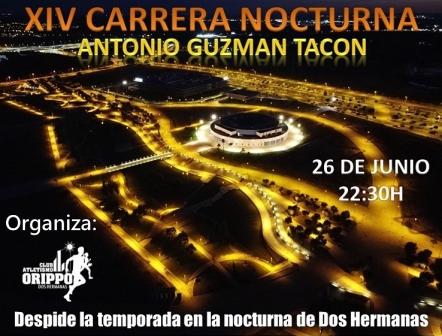 XIV CARRERA NOCTURNA
ANTONIO GUZMAN TACON
26 DE JUNIO
22:30H
Organiza:
CLUB
ATLETISMO
ORIPPO
DOS HERMANAS
Despide la temporada en la nocturna de Dos Hermanas